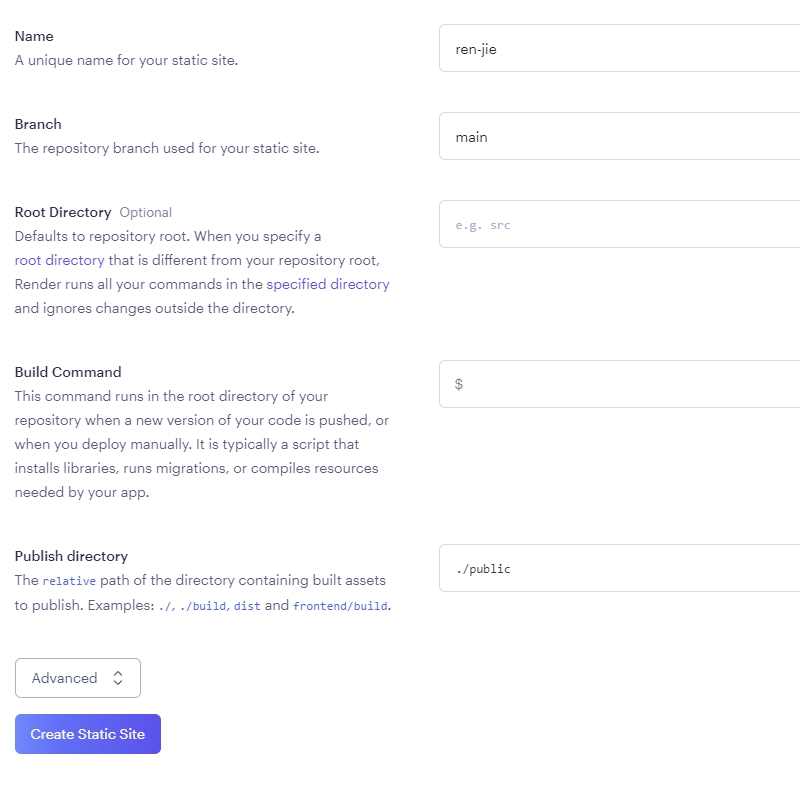 Name
A unique name for your static site.
ren-jie
Branch
The repository branch used for your static site.
main
Root Directory Optional
Defaults to repository root. When you specify a
root directory that is different from your repository root,
Render runs all your commands in the specified directory
and ignores changes outside the directory.
e.g. src
Build Command
This command runs in the root directory of your
repository when a new version of your code is pushed, or
when you deploy manually. It is typically a script that
installs libraries, runs migrations, or compiles resources
needed by your app.
$
Publish directory
The relative path of the directory containing built assets
to publish. Examples: ./, ./build, dist and frontend/build.
./public
Advanced
Create Static Site